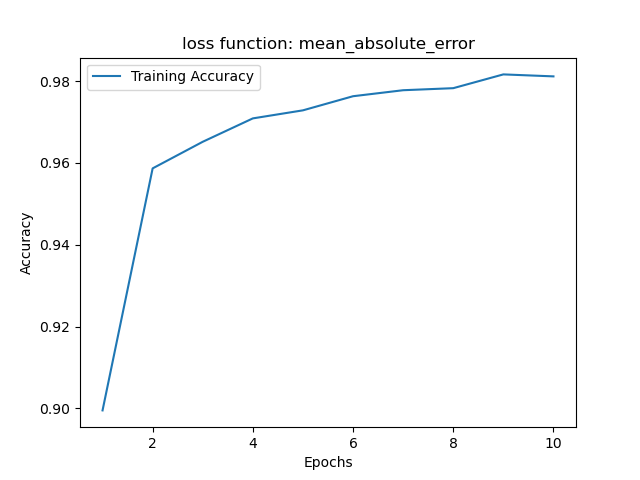 loss function: mean_absolute_error
Training Accuracy
Accuracy
0.98
0.96
0.94
0.92
0.90
2
4
6
8
10
Epochs